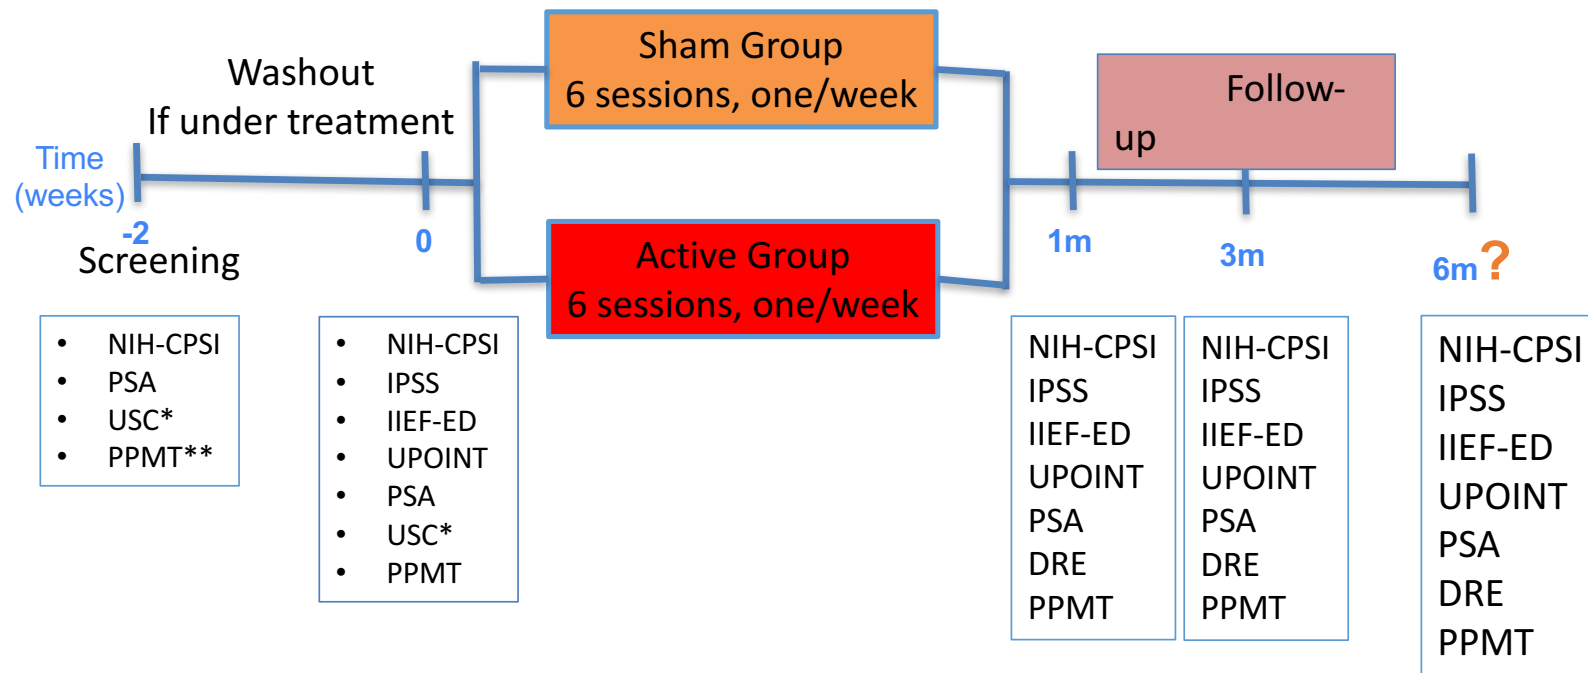 Washout
If under treatment
Sham Group
6 sessions, one/week
Follow-
up
Time
(weeks)
-2
0
Screening
Active Group
6 sessions, one/week
1m
3m
6m?
• NIH-CPSI
• PSA
• USC*
• PPMT**
• NIH-CPSI
• IPSS
• IIEF-ED
• UPOINT
• PSA
• USC*
• PPMT
NIH-CPSI
IPSS
IIEF-ED
UPOINT
PSA
DRE
PPMT
NIH-CPSI
IPSS
IIEF-ED
UPOINT
PSA
DRE
PPMT
NIH-CPSI
IPSS
IIEF-ED
UPOINT
PSA
DRE
PPMT